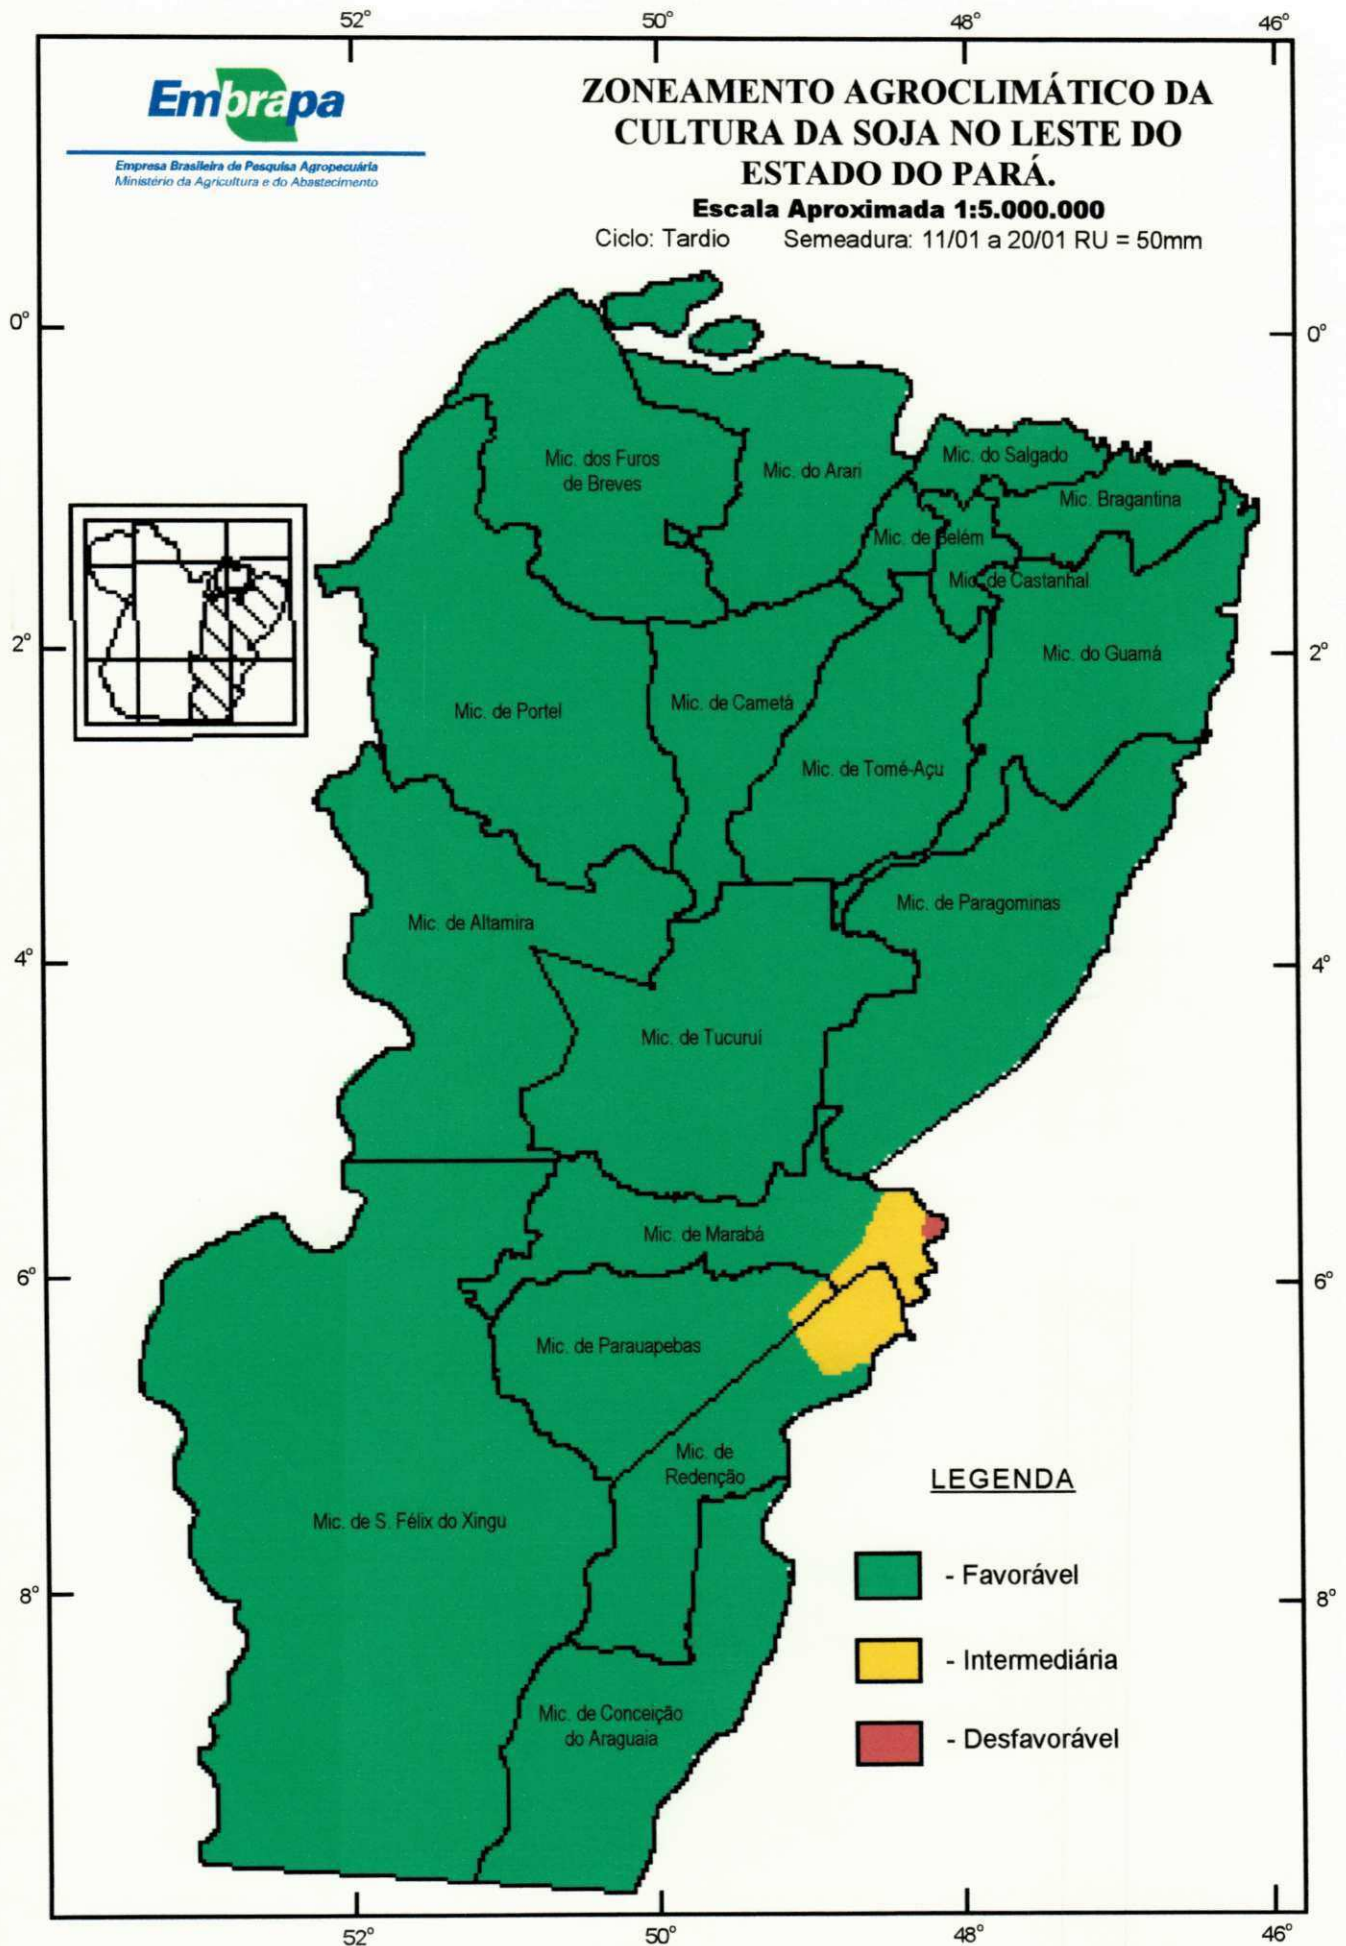 52°
50°
48°
46°
Embrapa
Empresa Brasileira de Pesquisa Agropecuária
Ministério da Agricultura e do Abastecimento
ZONEAMENTO AGROCLIMÁTICO DA
CULTURA DA SOJA NO LESTE DO
ESTADO DO PARÁ.
Escala Aproximada 1:5.000.000
Ciclo: Tardio Semeadura: 11/01 a 20/01 RU = 50mm
0°
0°
Mic. do Salgado
Mic. dos Furos
de Breves
Mic. do Arari
Mic. Bragantina
Mic. de Belém
Mic. de Castanhal
2°
2°
Mic. do Guamá
Mic. de Portel
Mic. de Cametá
Mic. de Tomé-Açu
Mic. de Paragominas
Mic. de Altamira
4°
4°
Mic. de Tucuruí
Mic. de Marabá
6°
6°
Mic. de Parauapebas
Mic. de
Redenção
LEGENDA
Mic. de S. Félix do Xingu
- Favorável
8°
8°
- Intermediária
Mic. de Conceição
do Araguaia
- Desfavorável
52°
50°
48°
46°